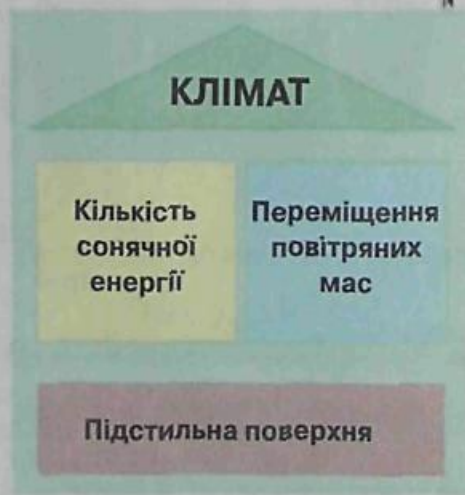 КЛІМАТ
Кількість
сонячної
енергії
Переміщення
повітряних
мас
Підстильна поверхня